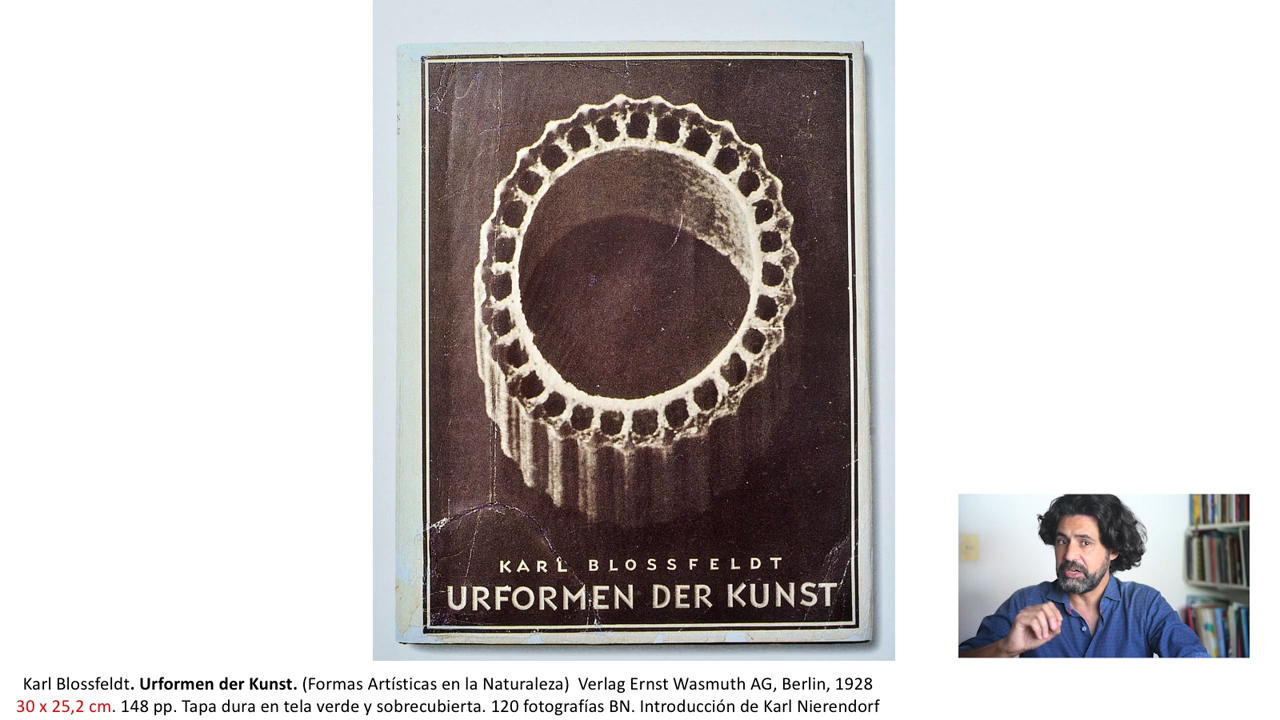 KARL BLOSSFELDT
URFORMEN DER KUNST
Karl Blossfeldt. Urformen der Kunst. (Formas Artísticas en la Naturaleza) Verlag Ernst Wasmuth AG, Berlin, 1928
30 x 25,2 cm. 148 pp. Tapa dura en tela verde y sobrecubierta. 120 fotografías BN. Introducción de Karl Nierendorf